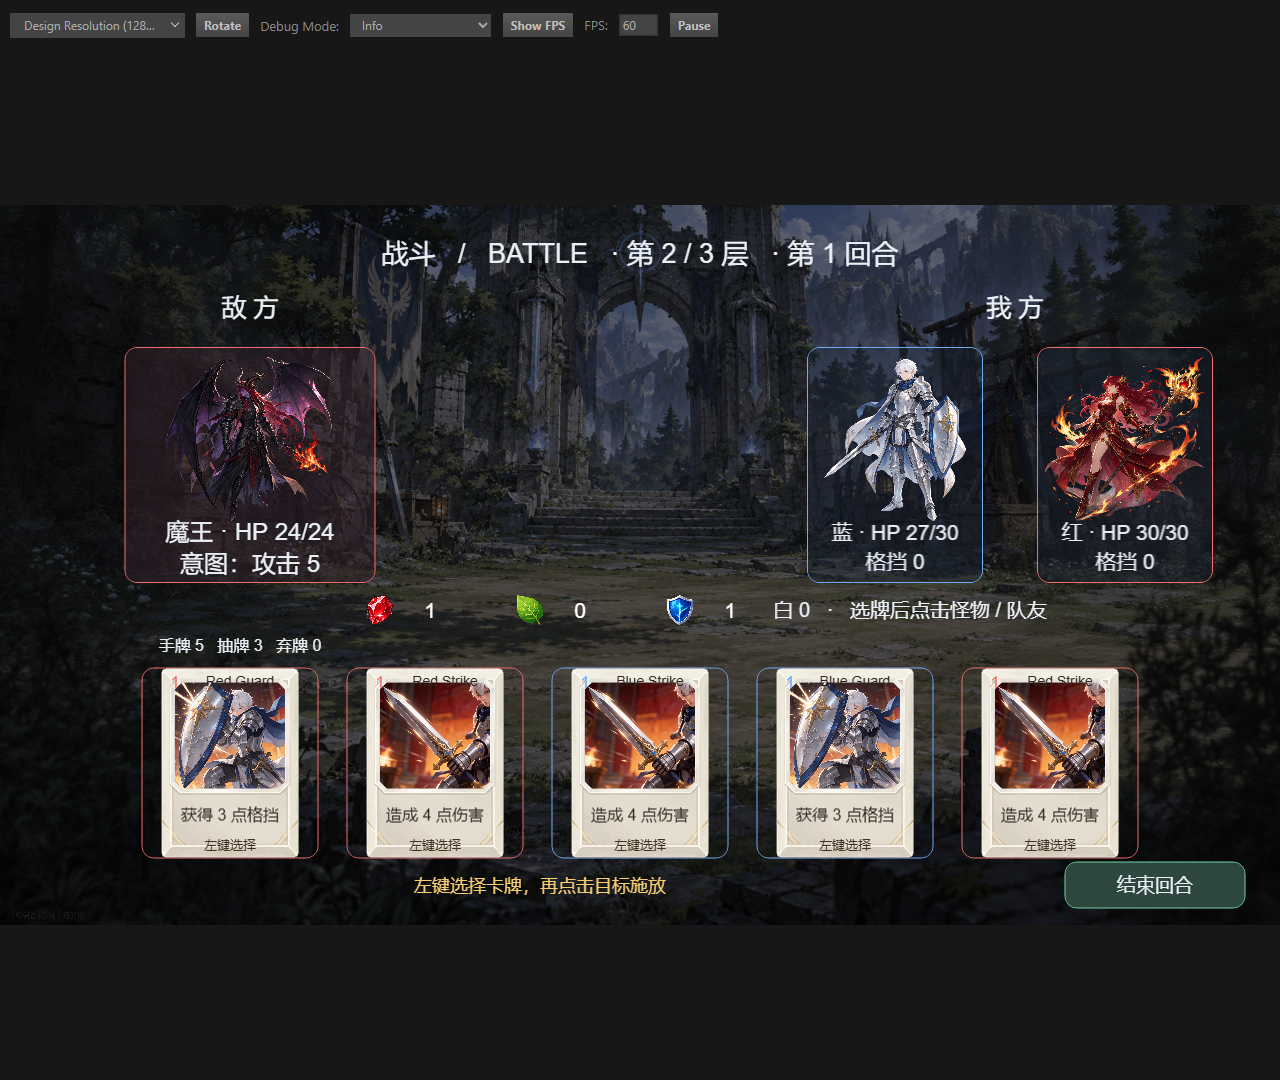 Design Resolution (128... Rotate Debug Mode: Info Show FPS FPS: 60 Pause
战斗 / BATTLE · 第 2 / 3 层 · 第 1 回合
敌 方
我 方
魔王 · HP 24/24
意图：攻击 5
蓝 · HP 27/30
格挡 0
红 · HP 30/30
格挡 0
1 0 1 白 0 · 选牌后点击怪物 / 队友
手牌 5 抽牌 3 弃牌 0
1 Red Guard
获得 3 点格挡
左键选择
1 Red Strike
造成 4 点伤害
左键选择
1 Blue Strike
造成 4 点伤害
左键选择
1 Blue Guard
获得 3 点格挡
左键选择
1 Red Strike
造成 4 点伤害
左键选择
左键选择卡牌，再点击目标施放
结束回合